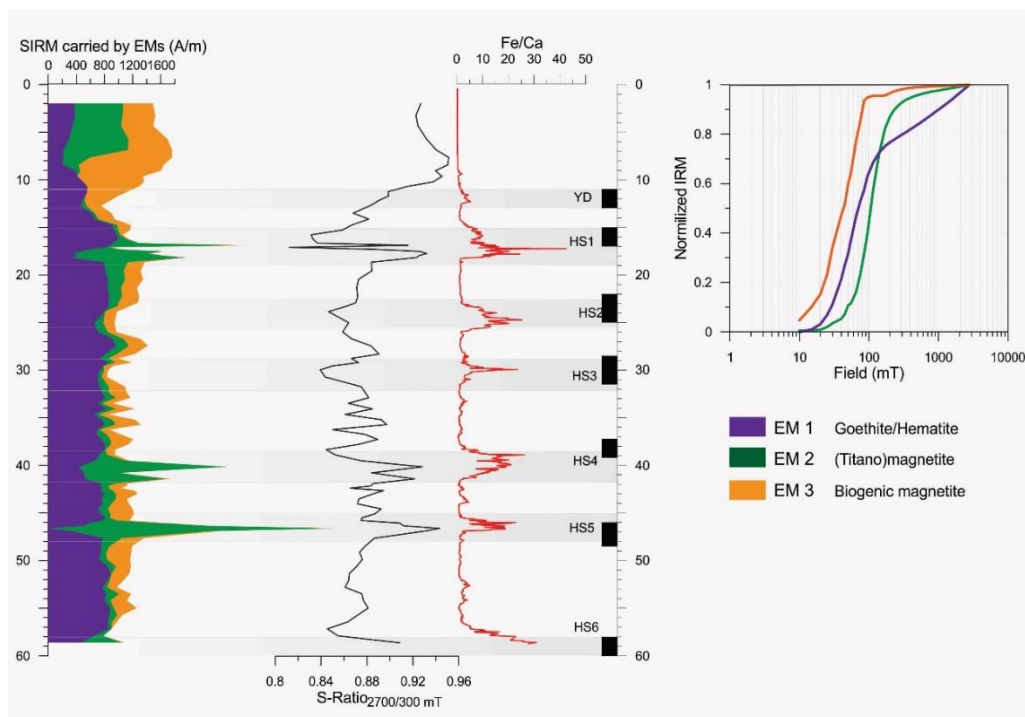 SIRM carried by EMs (A/m)
0 400 800 1200 1600
Fe/Ca
0 10 20 30 40 50
0
10
20
30
40
50
60
0
10
20
30
40
50
60
YD
HS1
HS2
HS3
HS4
HS5
HS6
0.8 0.84 0.88 0.92 0.96
S-Ratio2700/300 mT
Normilized IRM
1
0.8
0.6
0.4
0.2
0
1 10 100 1000 10000
Field (mT)
EM 1 Goethite/Hematite
EM 2 (Titano)magnetite
EM 3 Biogenic magnetite